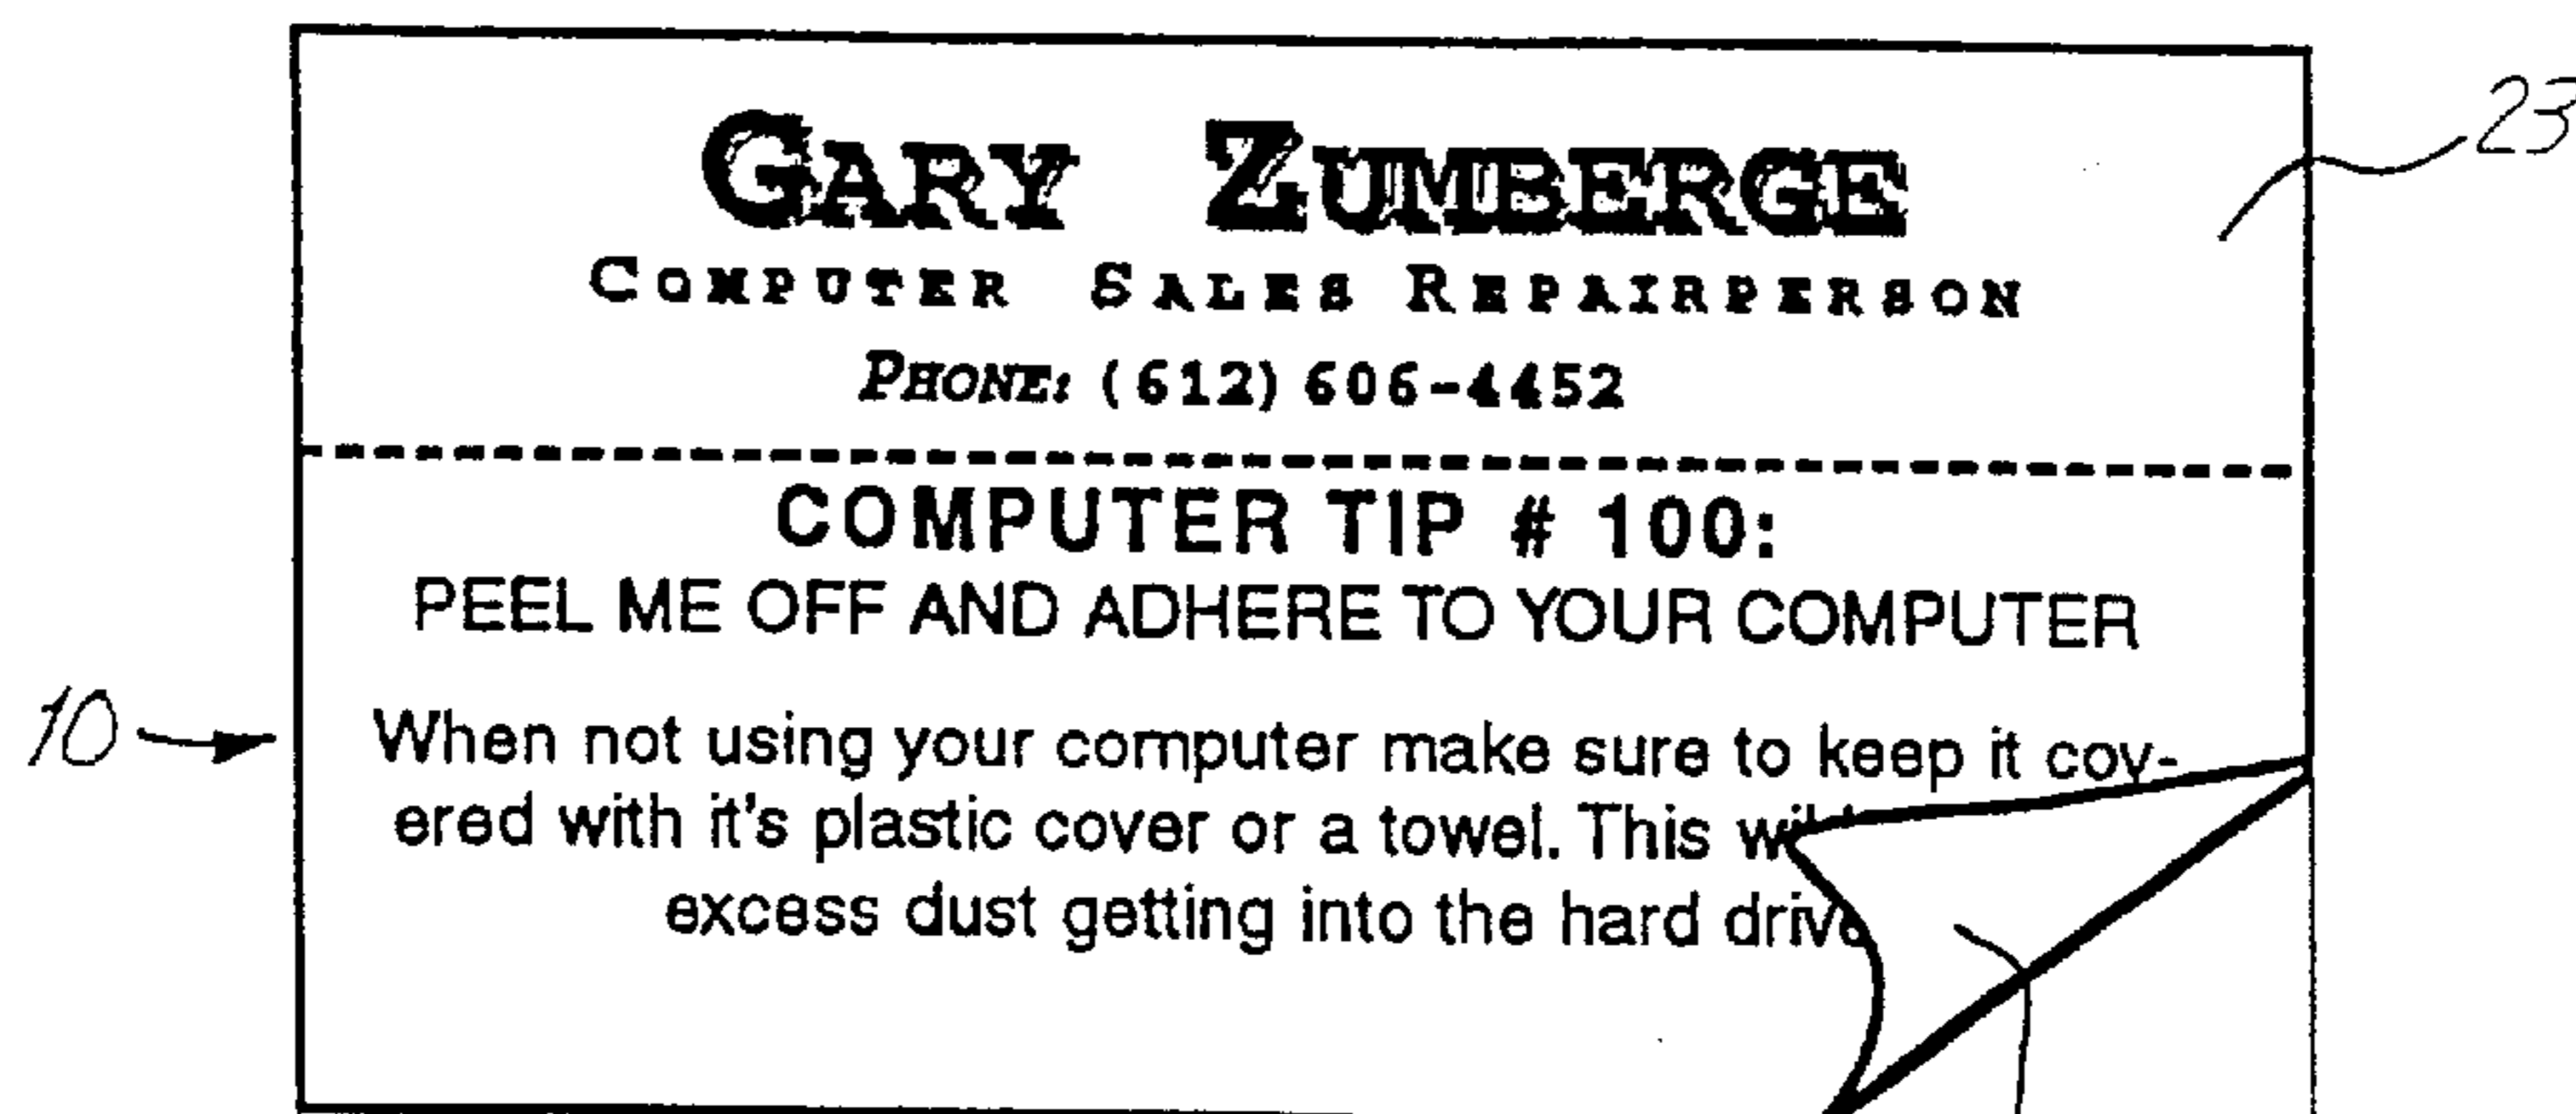 GARY ZUMBERGE
23
COMPUTER SALES REPAIRPERSON
PHONE: (612) 606-4452
COMPUTER TIP # 100:
PEEL ME OFF AND ADHERE TO YOUR COMPUTER
10
When not using your computer make sure to keep it cov-
ered with it's plastic cover or a towel. This
excess dust getting into the hard